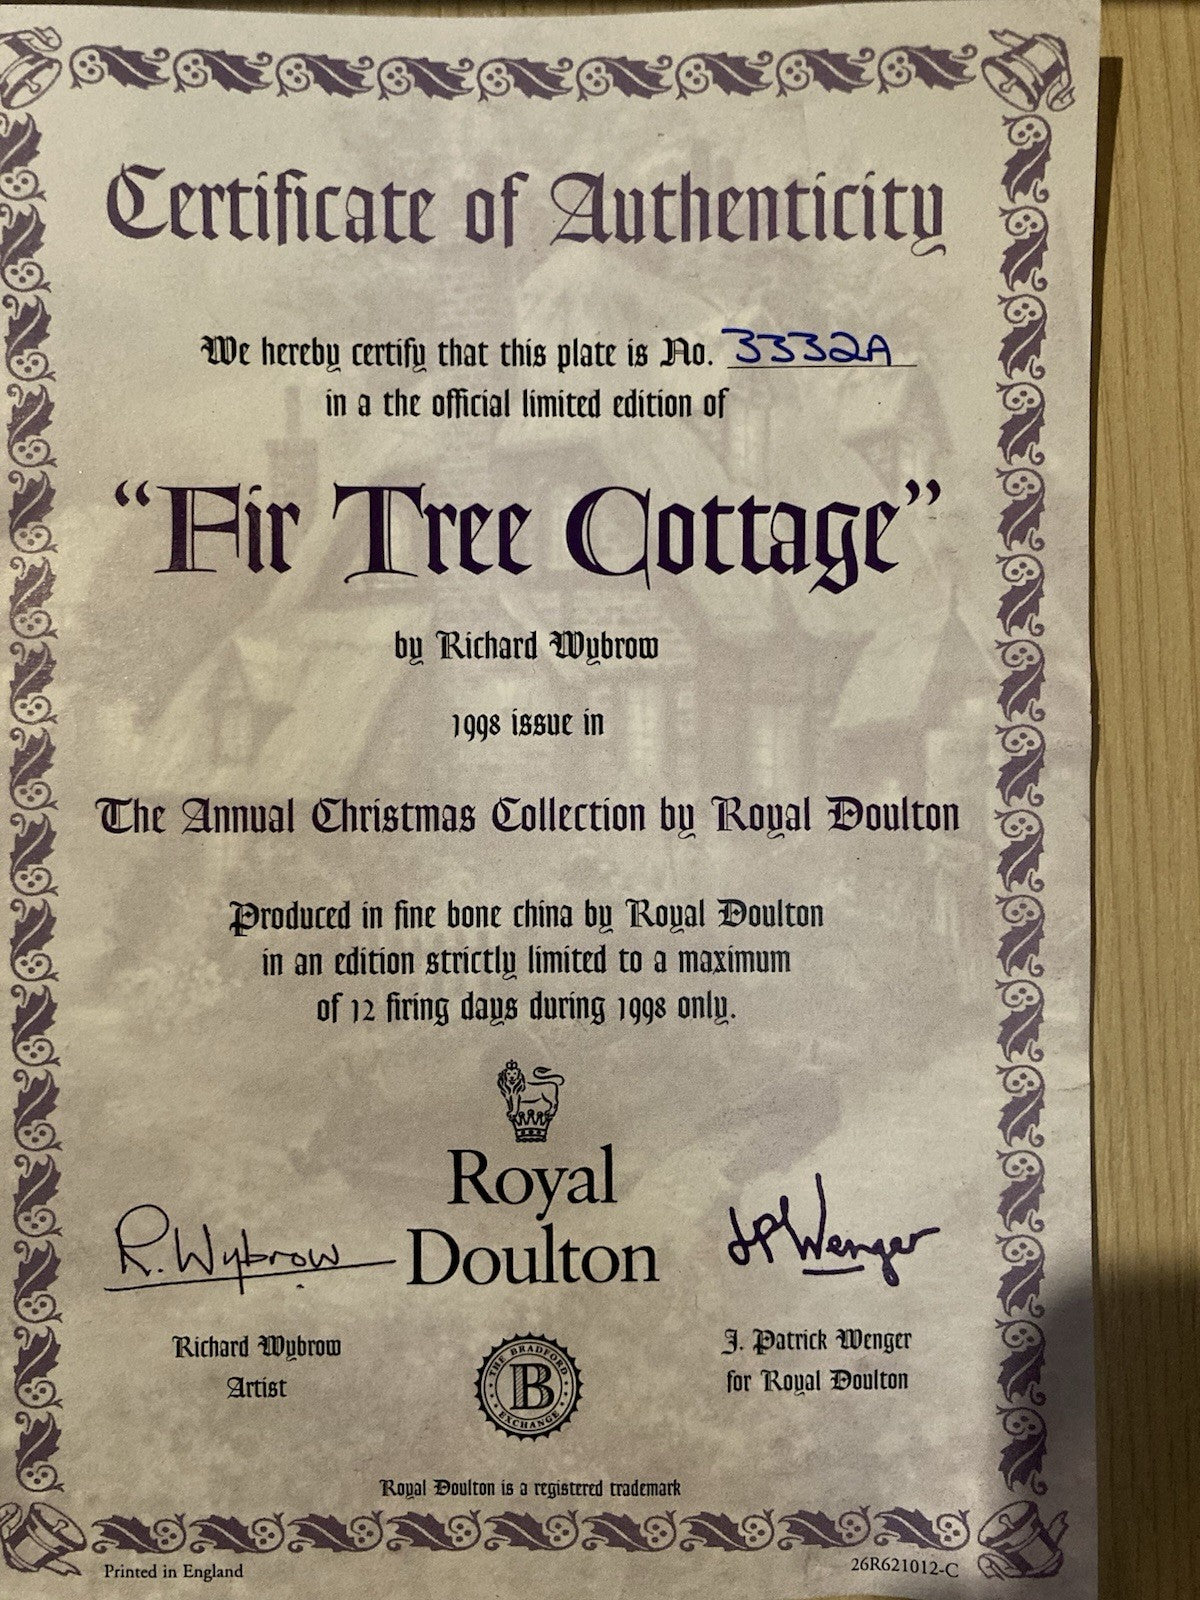 Certificate of Authenticity
We hereby certify that this plate is No. 3332A
in a the official limited edition of
“Fir Tree Cottage”
by Richard Wybrow
1998 issue in
The Annual Christmas Collection by Royal Doulton
Produced in fine bone china by Royal Doulton
in an edition strictly limited to a maximum
of 12 firing days during 1998 only.
Royal
Doulton
R. Wybrow
JP Wenger
Richard Wybrow
Artist
THE BRADFORD
B
EXCHANGE
J. Patrick Wenger
for Royal Doulton
Royal Doulton is a registered trademark
Printed in England
26R621012-C